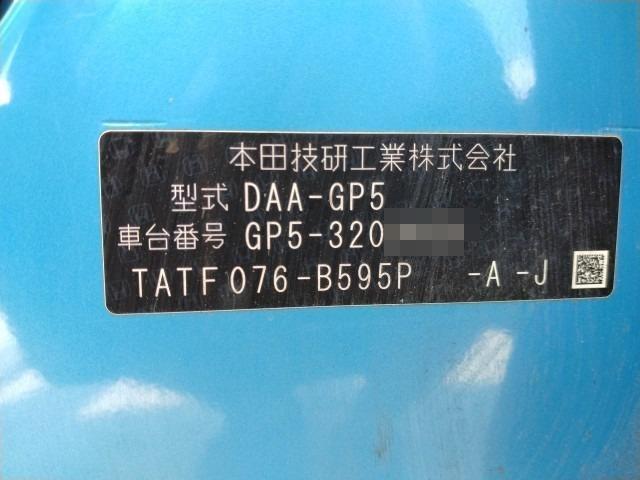 本田技研工業株式会社
型式 DAA-GP5
車台番号 GP5-320
TATF076-B595P -A -J